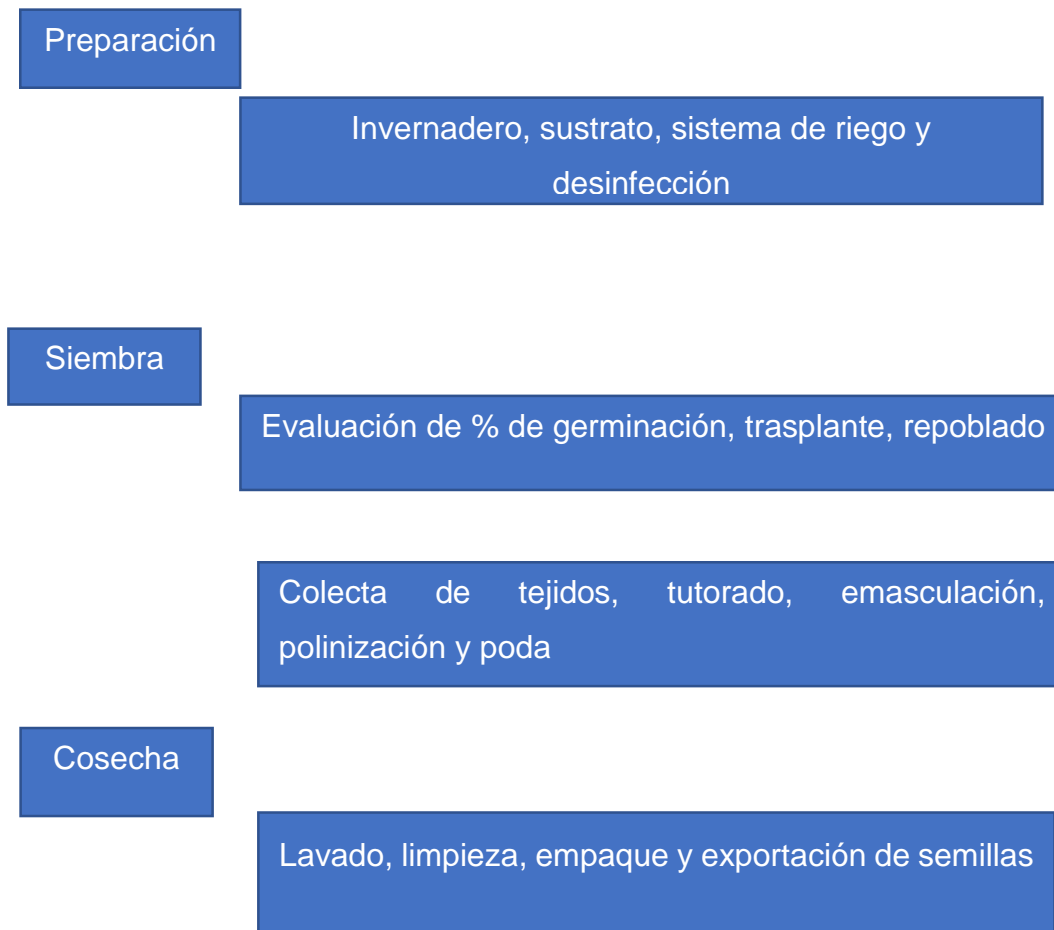 Preparación
Invernadero, sustrato, sistema de riego y
desinfección
Siembra
Evaluación de % de germinación, trasplante, repoblado
Colecta de tejidos, tutorado, emasculación,
polinización y poda
Cosecha
Lavado, limpieza, empaque y exportación de semillas